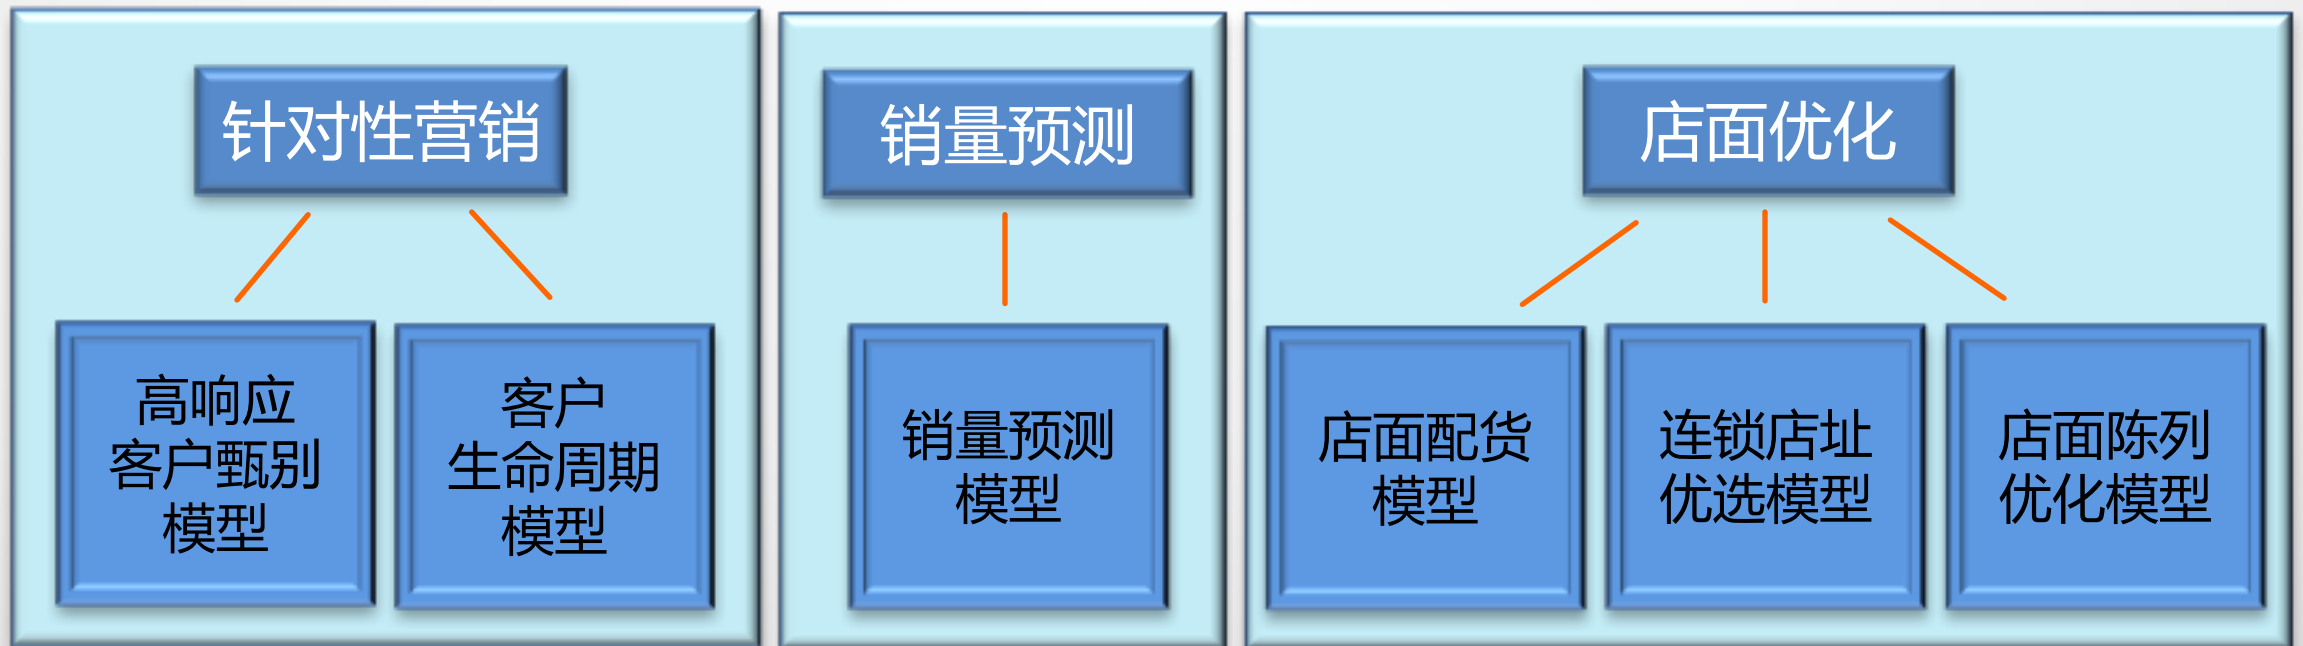 针对性营销
销量预测
店面优化
高响应
客户甄别
模型
客户
生命周期
模型
销量预测
模型
店面配货
模型
连锁店址
优选模型
店面陈列
优化模型